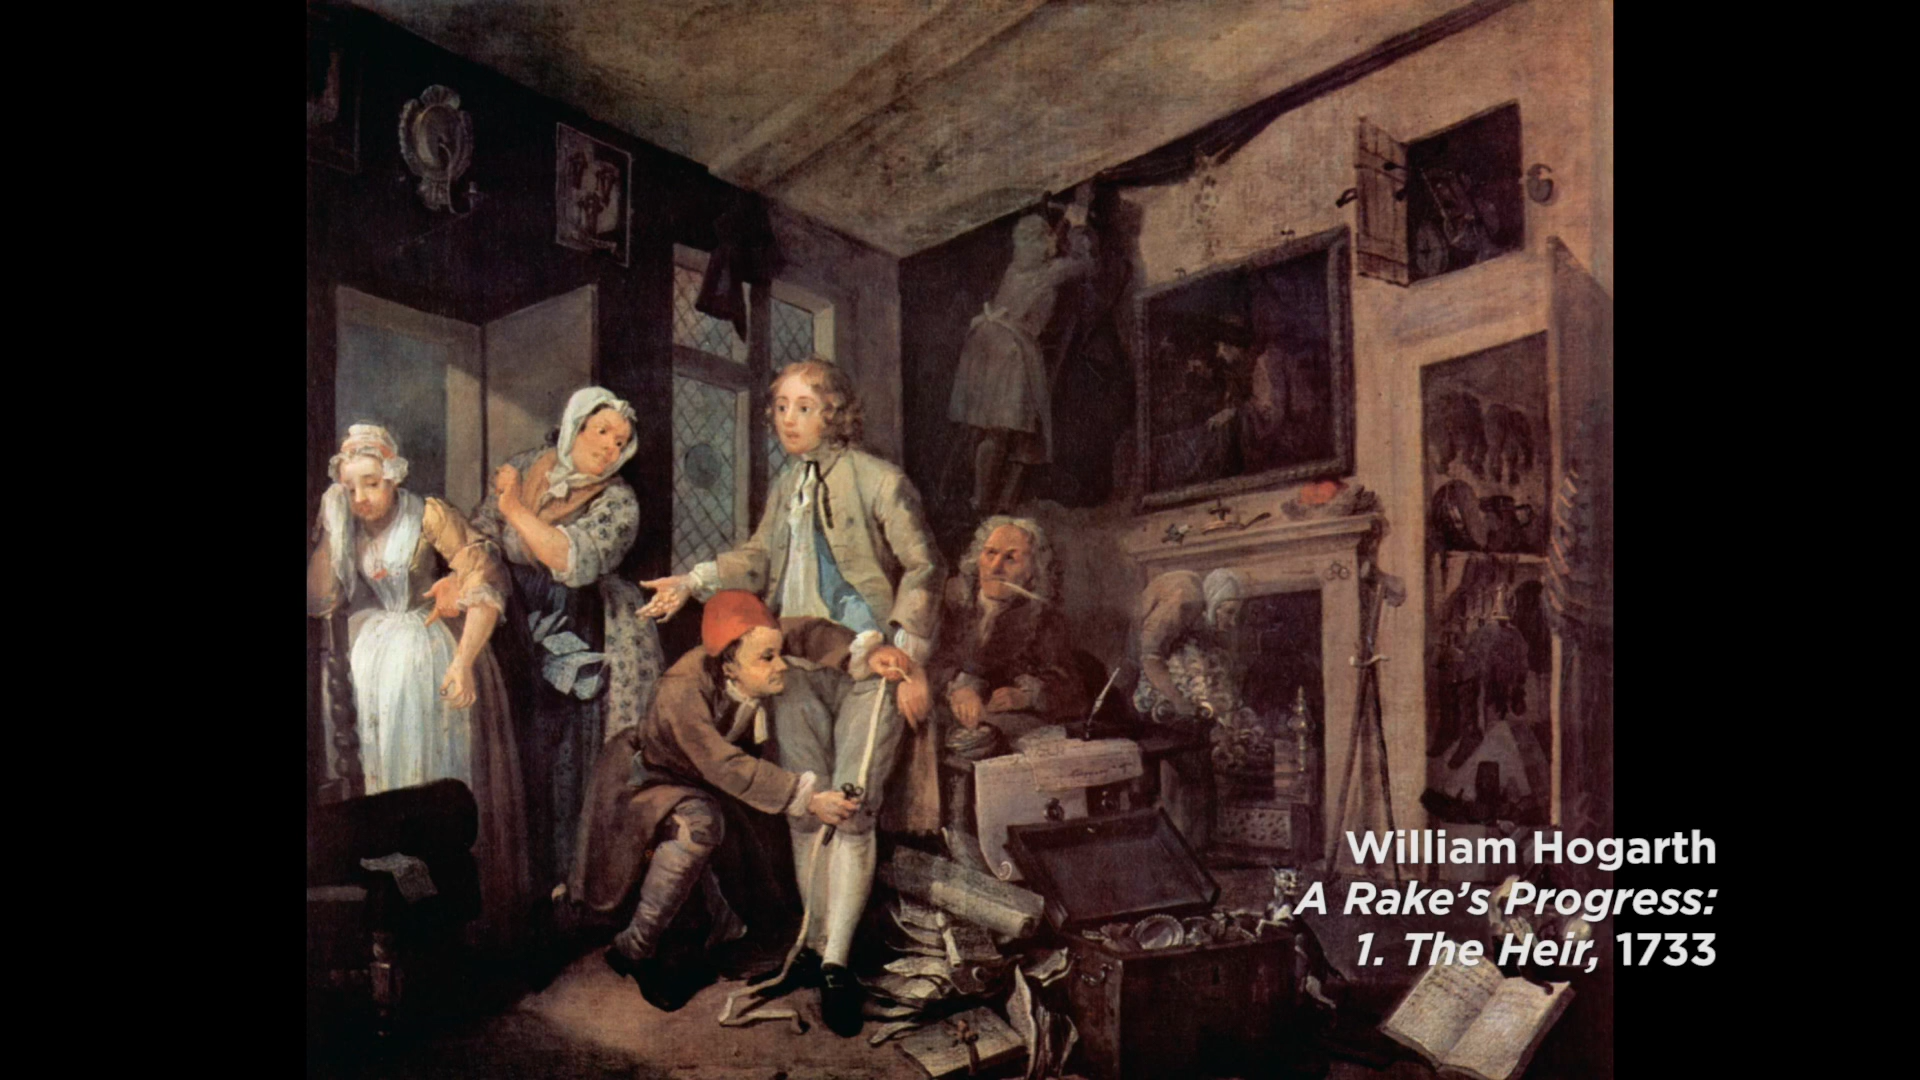 William Hogarth
A Rake's Progress:
1. The Heir, 1733